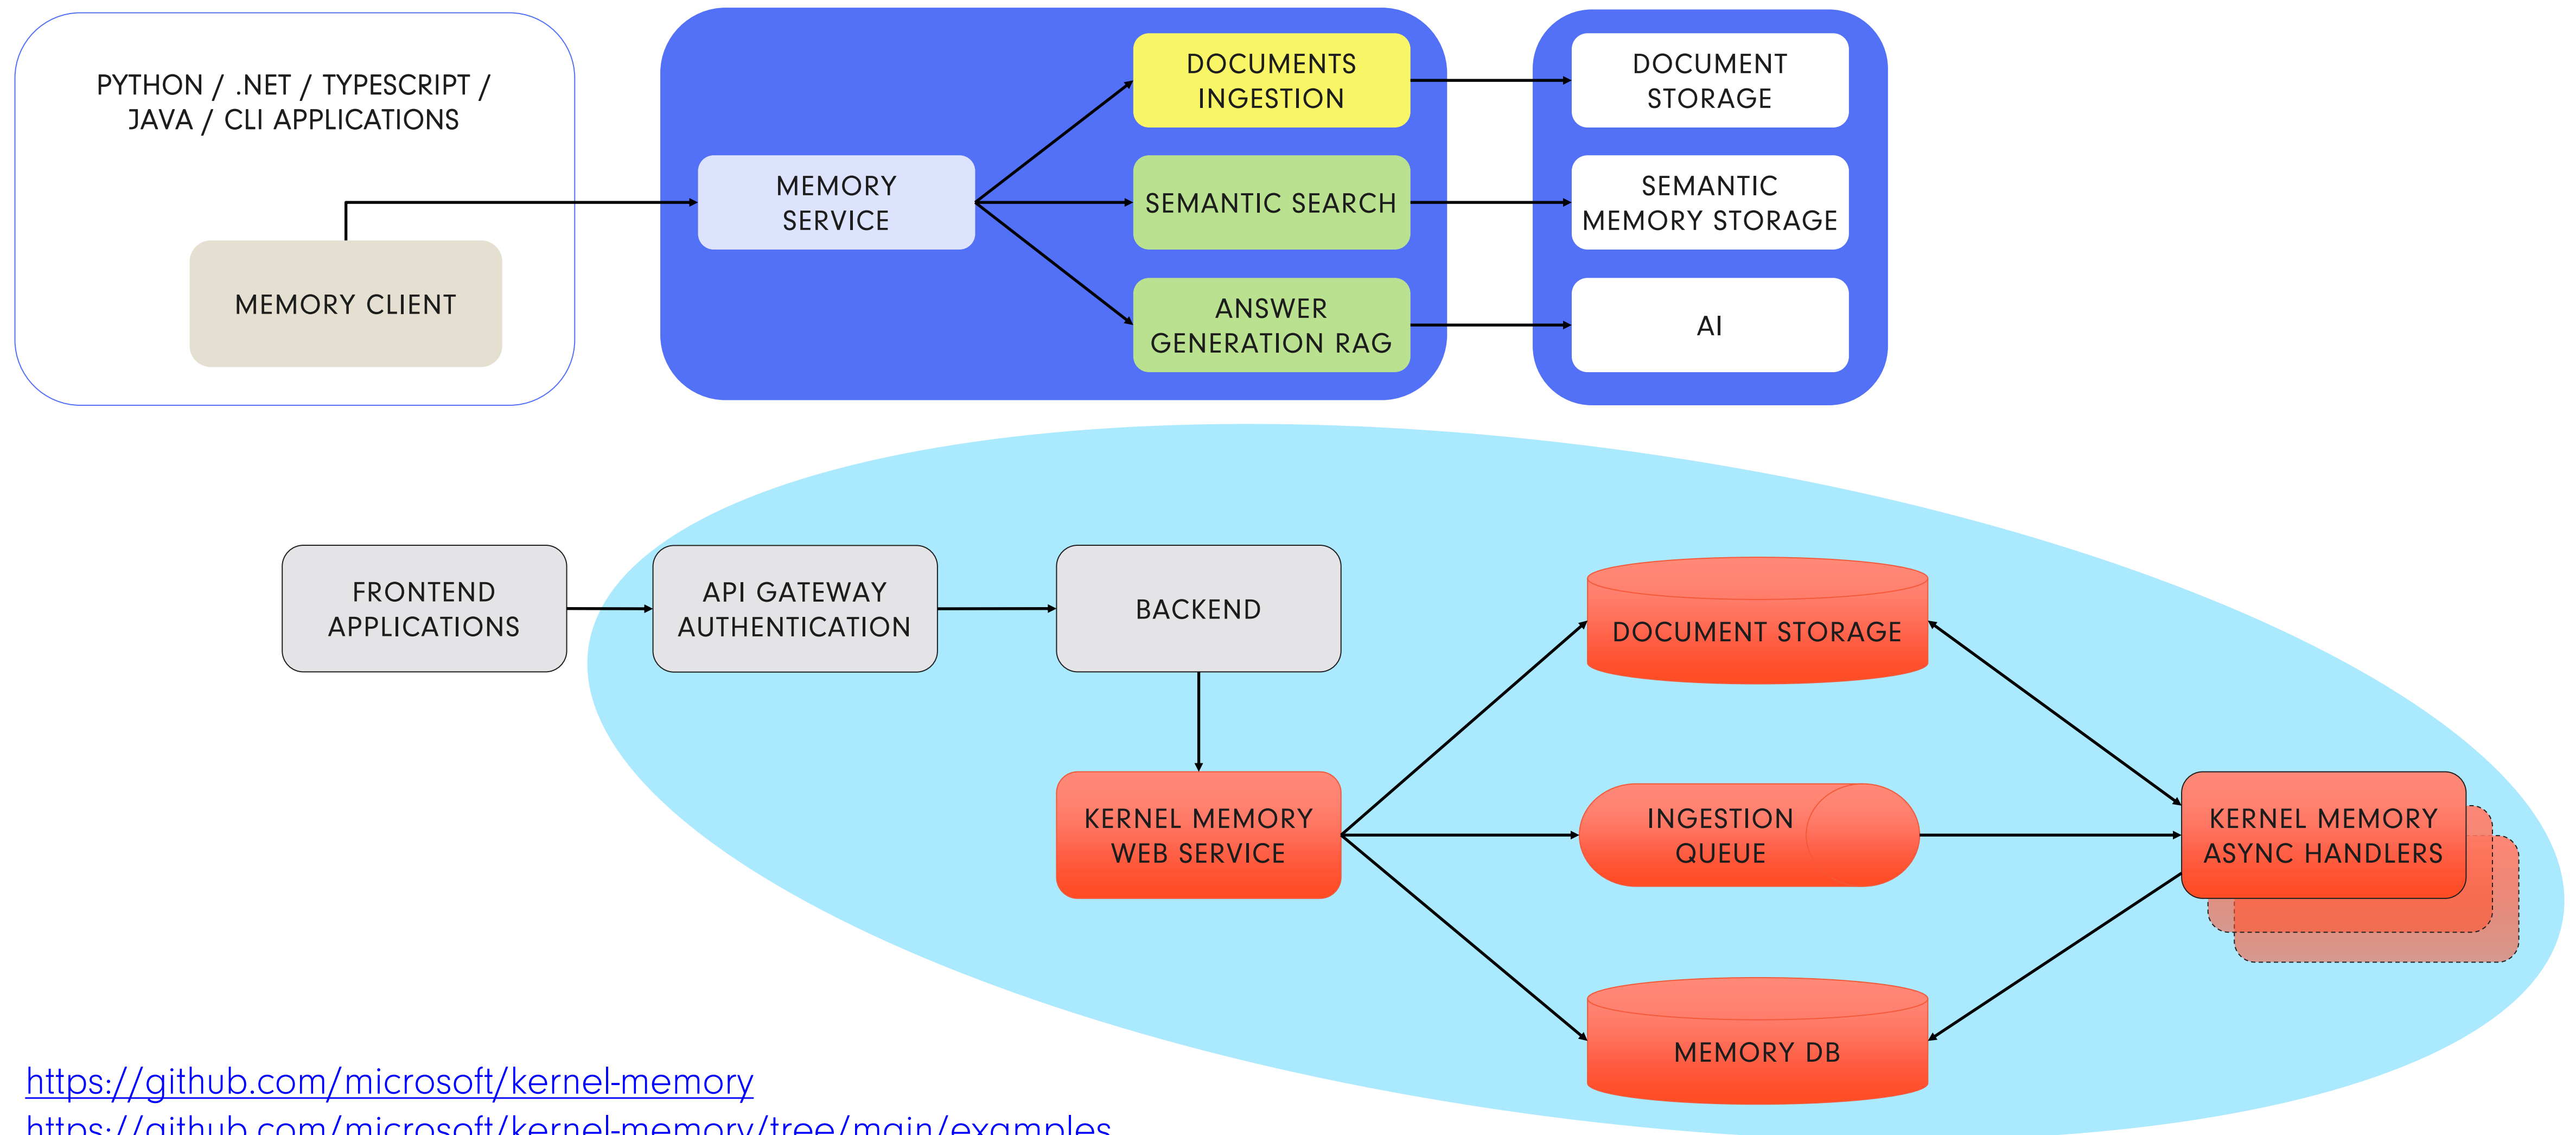 PYTHON / .NET / TYPESCRIPT /
JAVA / CLI APPLICATIONS
MEMORY CLIENT
MEMORY
SERVICE
DOCUMENTS
INGESTION
SEMANTIC SEARCH
ANSWER
GENERATION RAG
DOCUMENT
STORAGE
SEMANTIC
MEMORY STORAGE
AI
FRONTEND
APPLICATIONS
API GATEWAY
AUTHENTICATION
BACKEND
KERNEL MEMORY
WEB SERVICE
DOCUMENT STORAGE
INGESTION
QUEUE
MEMORY DB
KERNEL MEMORY
ASYNC HANDLERS
https://github.com/microsoft/kernel-memory
https://github.com/microsoft/kernel-memory/tree/main/examples